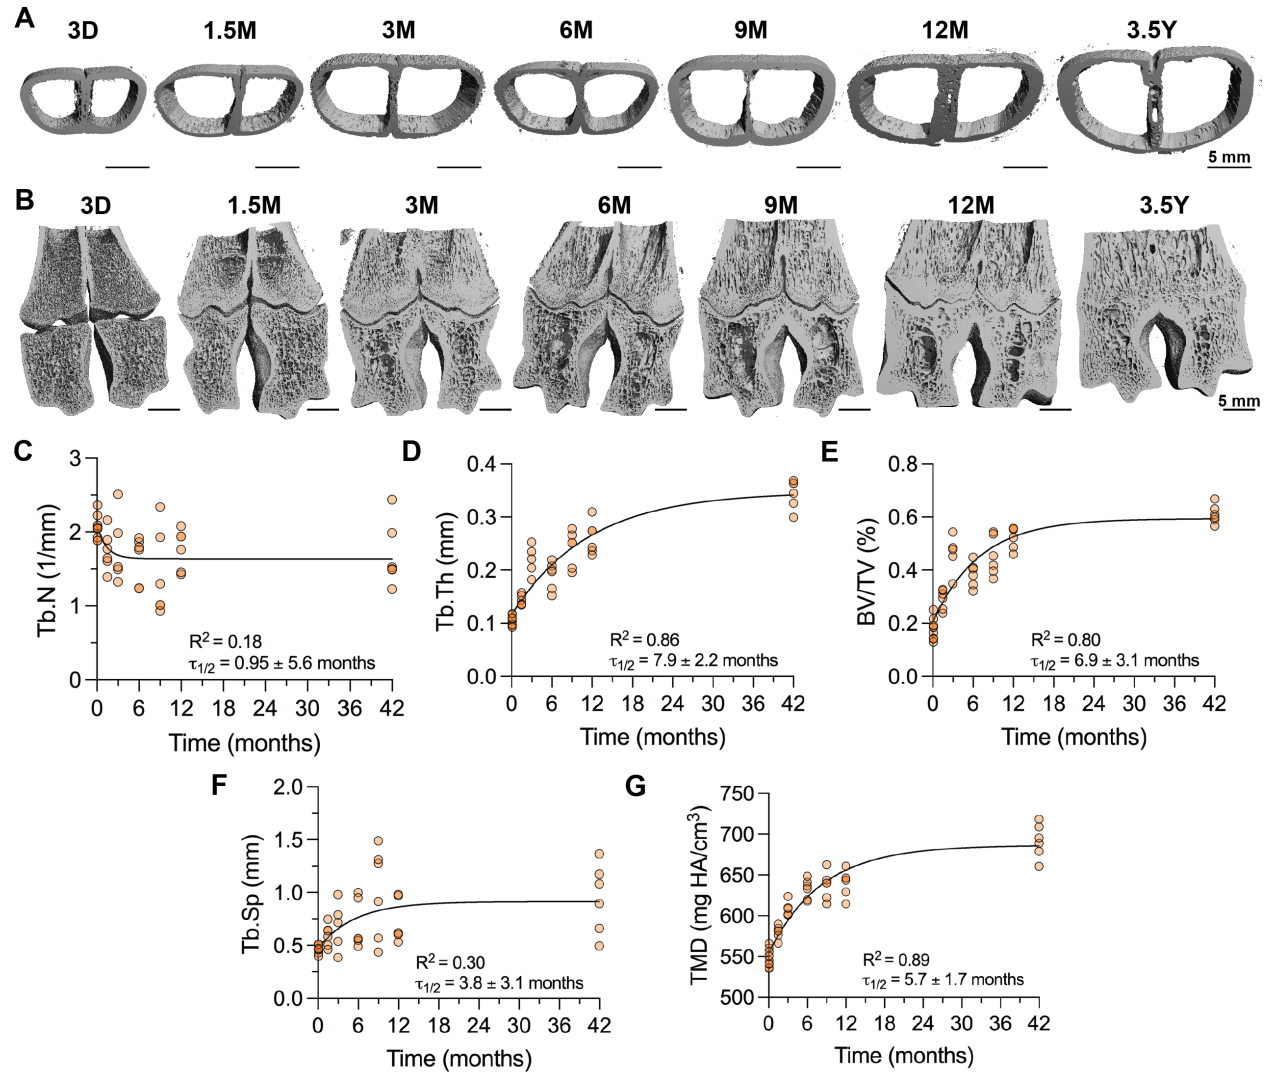 A
3D 1.5M 3M 6M 9M 12M 3.5Y
5 mm
B
3D 1.5M 3M 6M 9M 12M 3.5Y
5 mm
C
Tb.N (1/mm)
3
2
1
0
R² = 0.18
τ1/2 = 0.95 ± 5.6 months
0 6 12 18 24 30 36 42
Time (months)
D
Tb.Th (mm)
0.4
0.3
0.2
0.1
0.0
R² = 0.86
τ1/2 = 7.9 ± 2.2 months
0 6 12 18 24 30 36 42
Time (months)
E
BV/TV (%)
0.8
0.6
0.4
0.2
0.0
R² = 0.80
τ1/2 = 6.9 ± 3.1 months
0 6 12 18 24 30 36 42
Time (months)
F
Tb.Sp (mm)
2.0
1.5
1.0
0.5
0.0
R² = 0.30
τ1/2 = 3.8 ± 3.1 months
0 6 12 18 24 30 36 42
Time (months)
G
TMD (mg HA/cm³)
750
700
650
600
550
500
R² = 0.89
τ1/2 = 5.7 ± 1.7 months
0 6 12 18 24 30 36 42
Time (months)